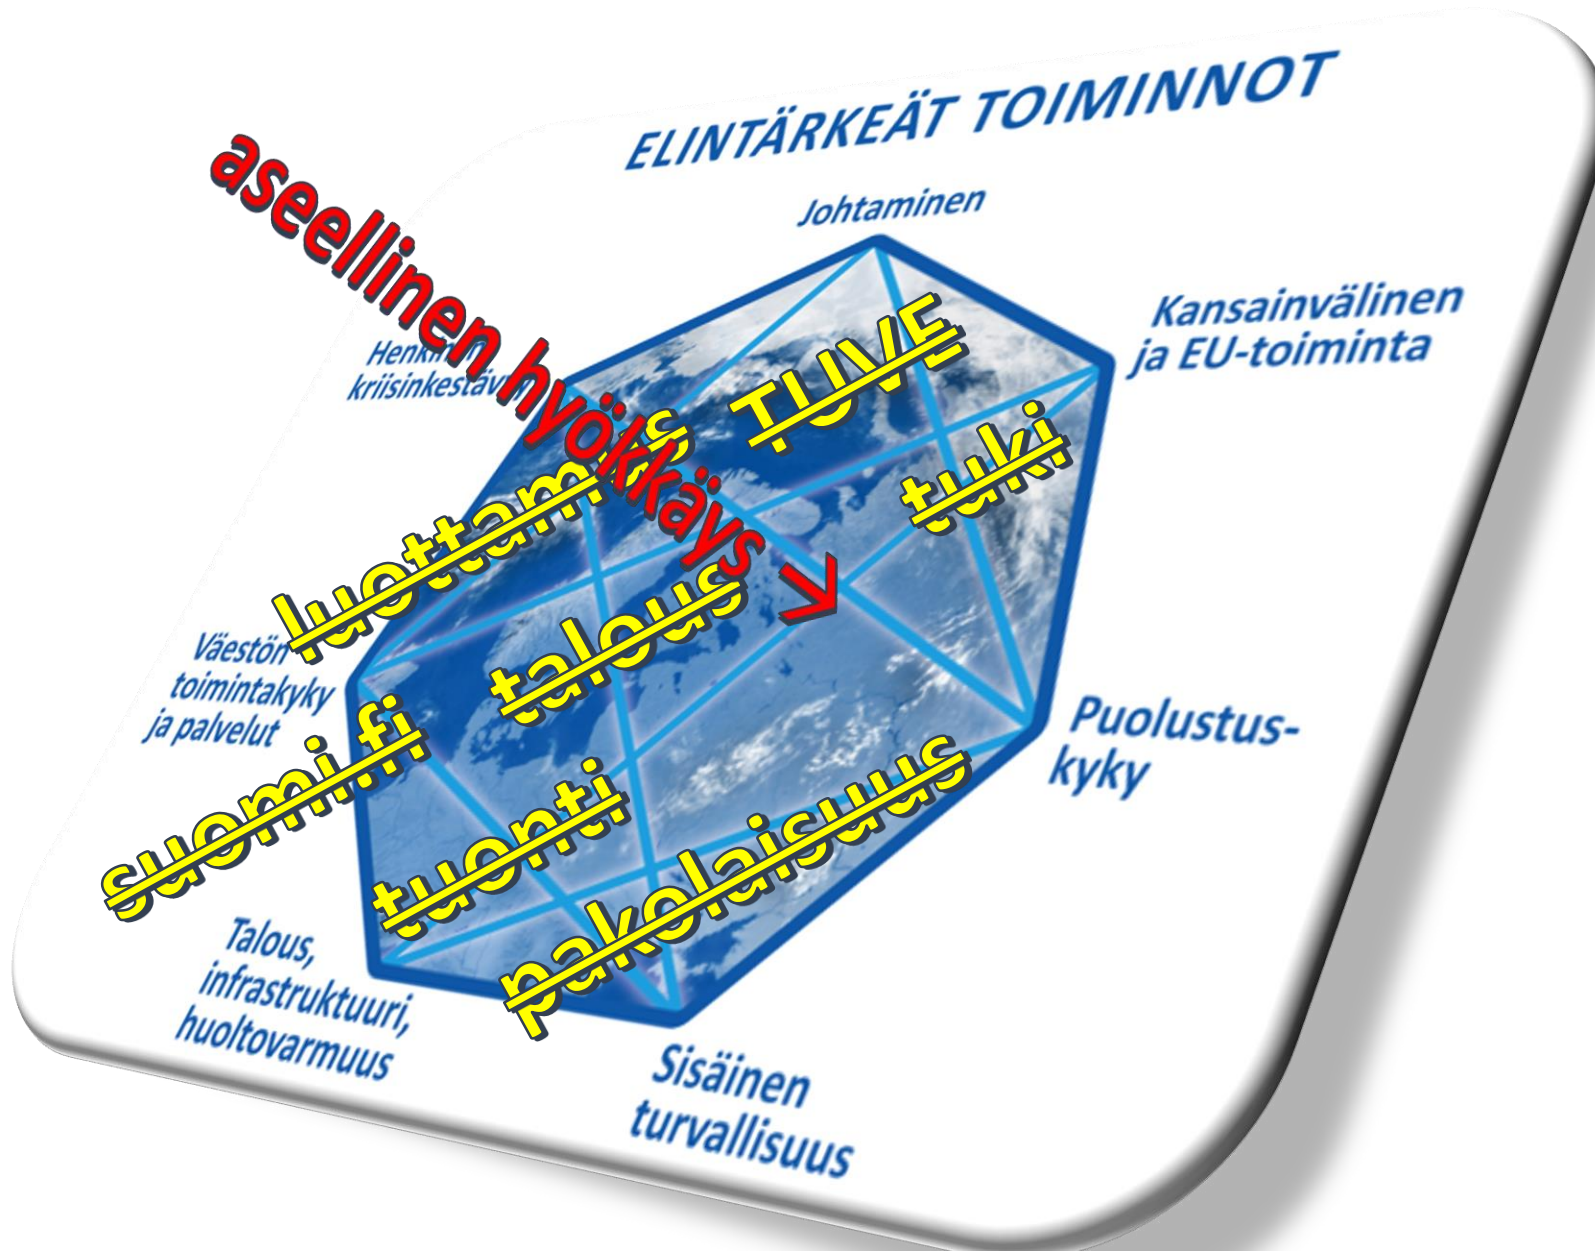 ELINTÄRKEÄT TOIMINNOT
Johtaminen
Kansainvälinen
ja EU-toiminta
aseellinen hyökkäys →
Henkinen
kriisinkestävyys
TUVE
tuki
luottamus
talous
Väestön
toimintakyky
ja palvelut
suomi.fi
tuonti
pakolaisuus
Puolustus-
kyky
Talous,
infrastruktuuri,
huoltovarmuus
Sisäinen
turvallisuus